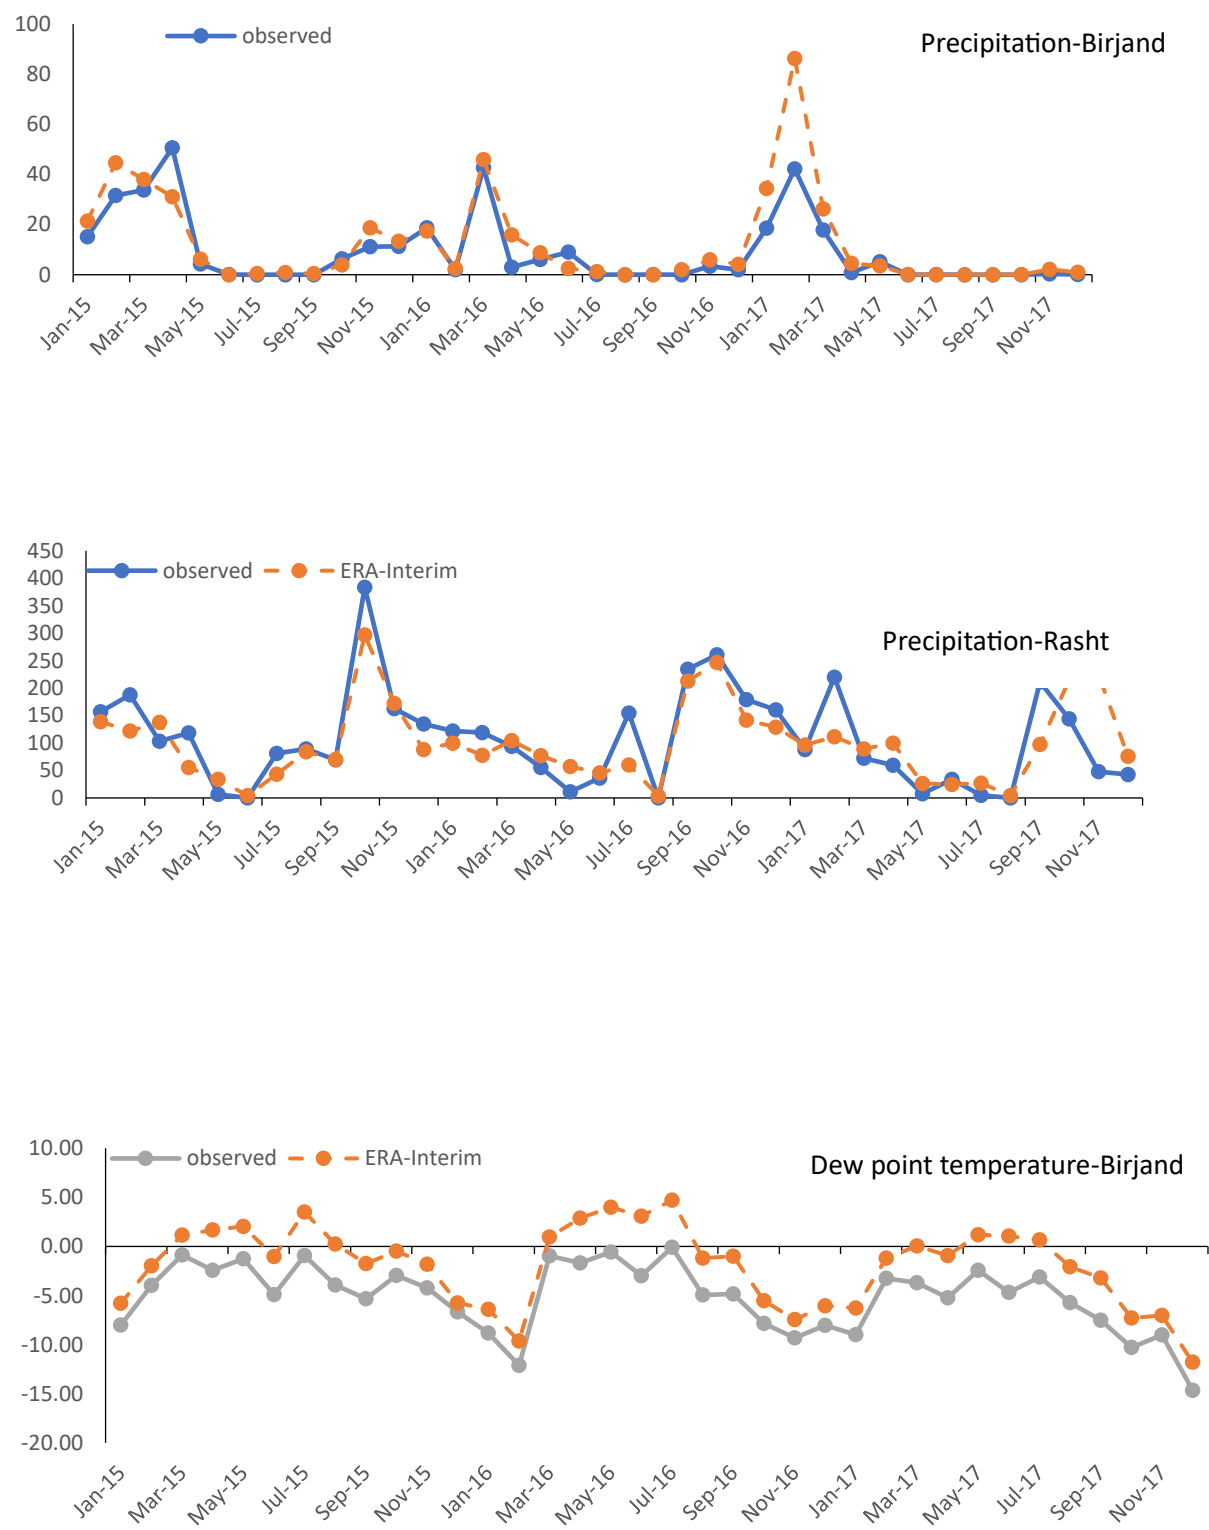 100
observed
Precipitation-Birjand
80
60
40
20
0
Jan-15 Mar-15 May-15 Jul-15 Sep-15 Nov-15 Jan-16 Mar-16 May-16 Jul-16 Sep-16 Nov-16 Jan-17 Mar-17 May-17 Jul-17 Sep-17 Nov-17
450
observed ERA-Interim
400
350
300
Precipitation-Rasht
250
200
150
100
50
0
Jan-15 Mar-15 May-15 Jul-15 Sep-15 Nov-15 Jan-16 Mar-16 May-16 Jul-16 Sep-16 Nov-16 Jan-17 Mar-17 May-17 Jul-17 Sep-17 Nov-17
10.00
observed ERA-Interim
Dew point temperature-Birjand
5.00
0.00
-5.00
-10.00
-15.00
-20.00
Jan-15 Mar-15 May-15 Jul-15 Sep-15 Nov-15 Jan-16 Mar-16 May-16 Jul-16 Sep-16 Nov-16 Jan-17 Mar-17 May-17 Jul-17 Sep-17 Nov-17